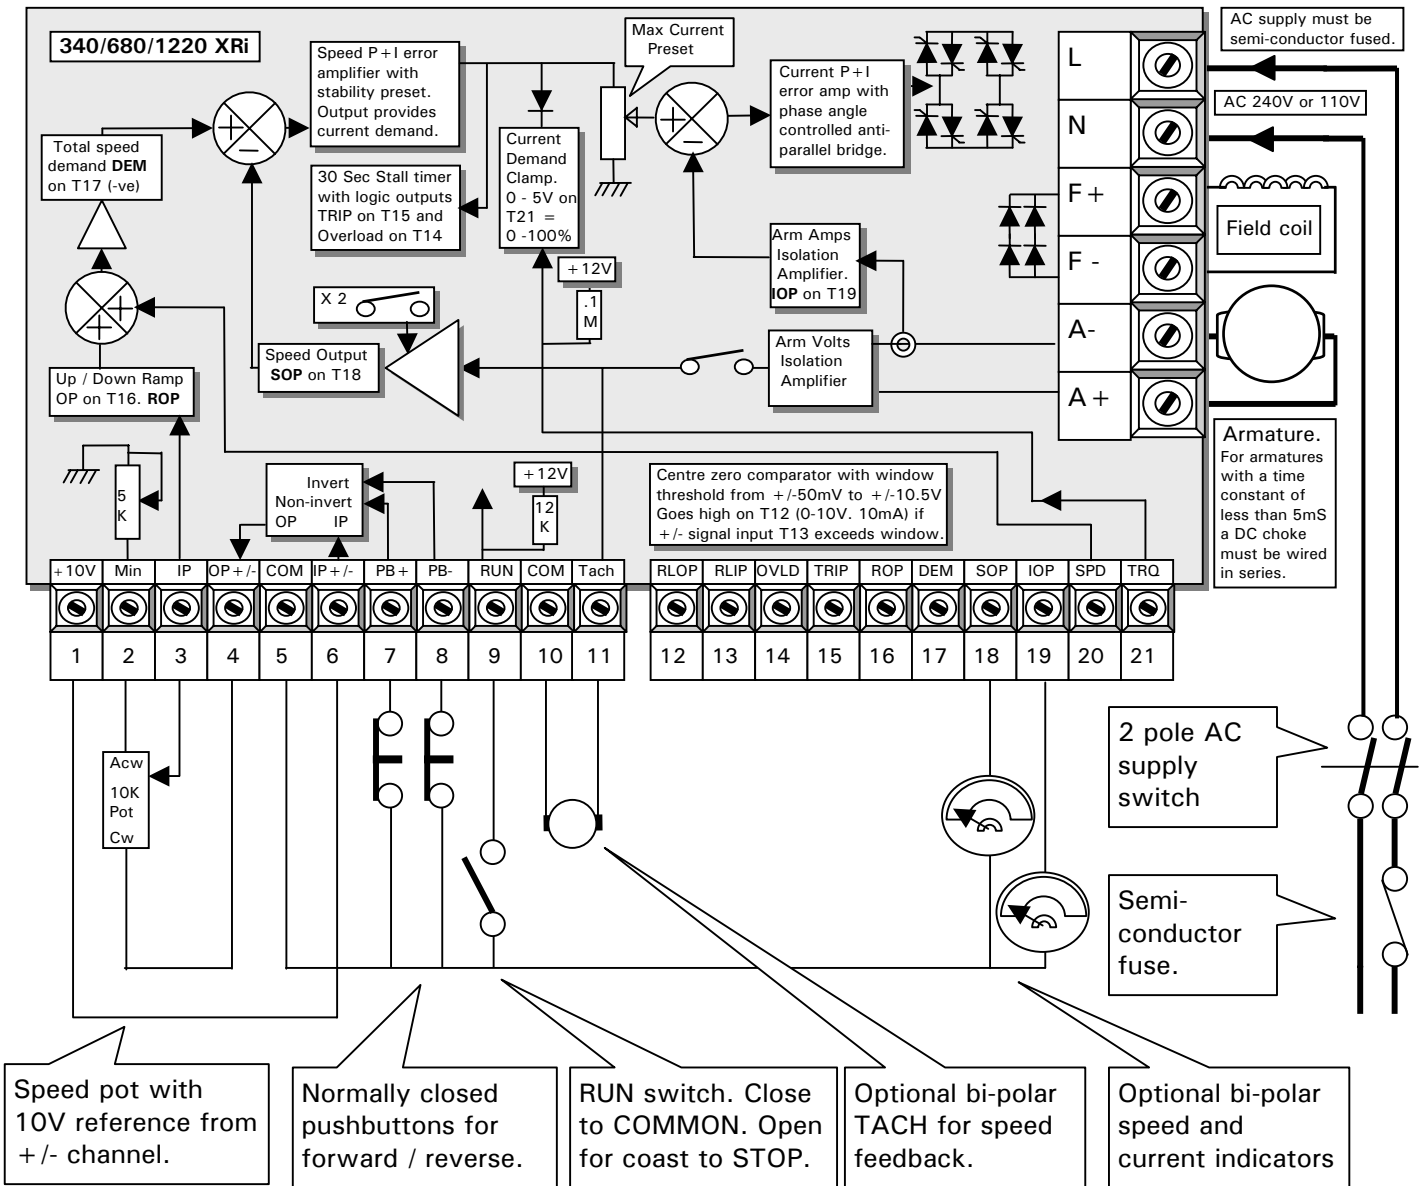 340/680/1220 XRi
Speed P+I error
amplifier with
stability preset.
Output provides
current demand.
Max Current
Preset
Current P+I
error amp with
phase angle
controlled anti-
parallel bridge.
AC supply must be
semi-conductor fused.
AC 240V or 110V
L
N
F+
F -
A-
A+
Field coil
Total speed
demand DEM
on T17 (-ve)
30 Sec Stall timer
with logic outputs
TRIP on T15 and
Overload on T14
Current
Demand
Clamp.
0 - 5V on
T21 =
0 -100%
+12V
.1
M
Arm Amps
Isolation
Amplifier.
IOP on T19
X 2
Speed Output
SOP on T18
Arm Volts
Isolation
Amplifier
Up / Down Ramp
OP on T16. ROP
Armature.
For armatures
with a time
constant of
less than 5mS
a DC choke
must be wired
in series.
5
K
Invert
Non-invert
OP IP
+12V
12
K
Centre zero comparator with window
threshold from +/-50mV to +/-10.5V
Goes high on T12 (0-10V. 10mA) if
+/- signal input T13 exceeds window.
+10V Min IP OP+/- COM IP+/- PB+ PB- RUN COM Tach
RLOP RLIP OVLD TRIP ROP DEM SOP IOP SPD TRQ
1 2 3 4 5 6 7 8 9 10 11
12 13 14 15 16 17 18 19 20 21
Acw
10K
Pot
Cw
2 pole AC
supply
switch
Semi-
conductor
fuse.
Speed pot with
10V reference from
+/- channel.
Normally closed
pushbuttons for
forward / reverse.
RUN switch. Close
to COMMON. Open
for coast to STOP.
Optional bi-polar
TACH for speed
feedback.
Optional bi-polar
speed and
current indicators